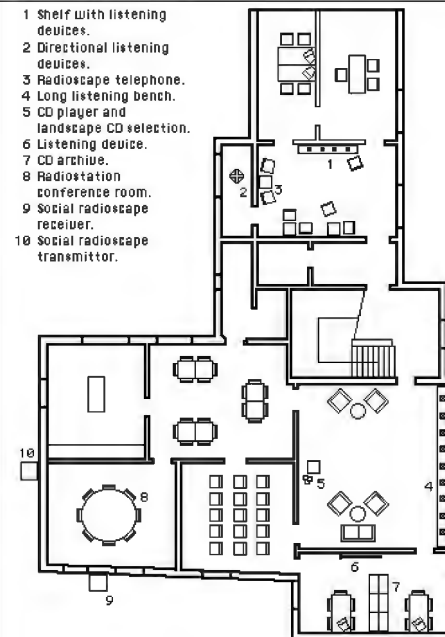 1 Shelf with listening
devices.
2 Directional listening
devices.
3 Radioscape telephone.
4 Long listening bench.
5 CD player and
landscape CD selection.
6 Listening device.
7 CD archive.
8 Radiostation
conference room.
9 Social radioscape
receiver.
10 Social radioscape
transmittor.
1
2
3
10
8
5
4
6
7
9